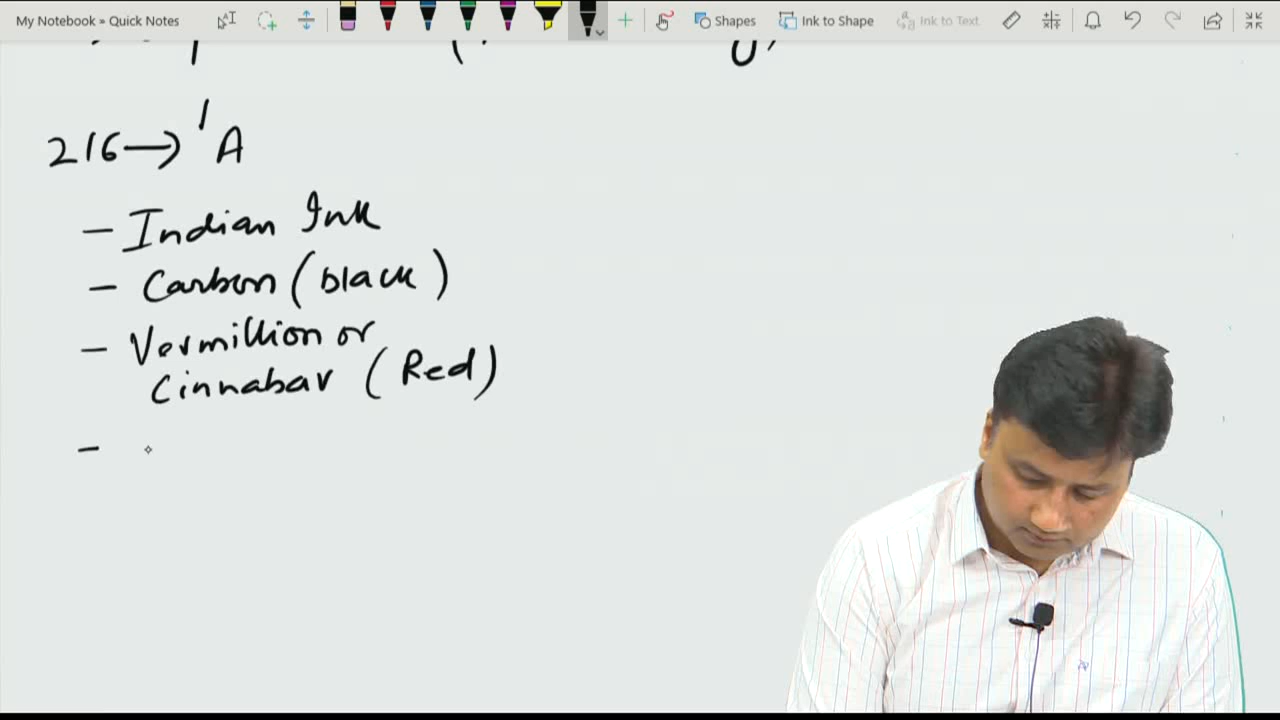 My Notebook » Quick Notes
Shapes
Ink to Shape
Ink to Text
216 → 'A
– Indian Ink
– Carbon (black)
– Vermillion or
Cinnabar (Red)
–